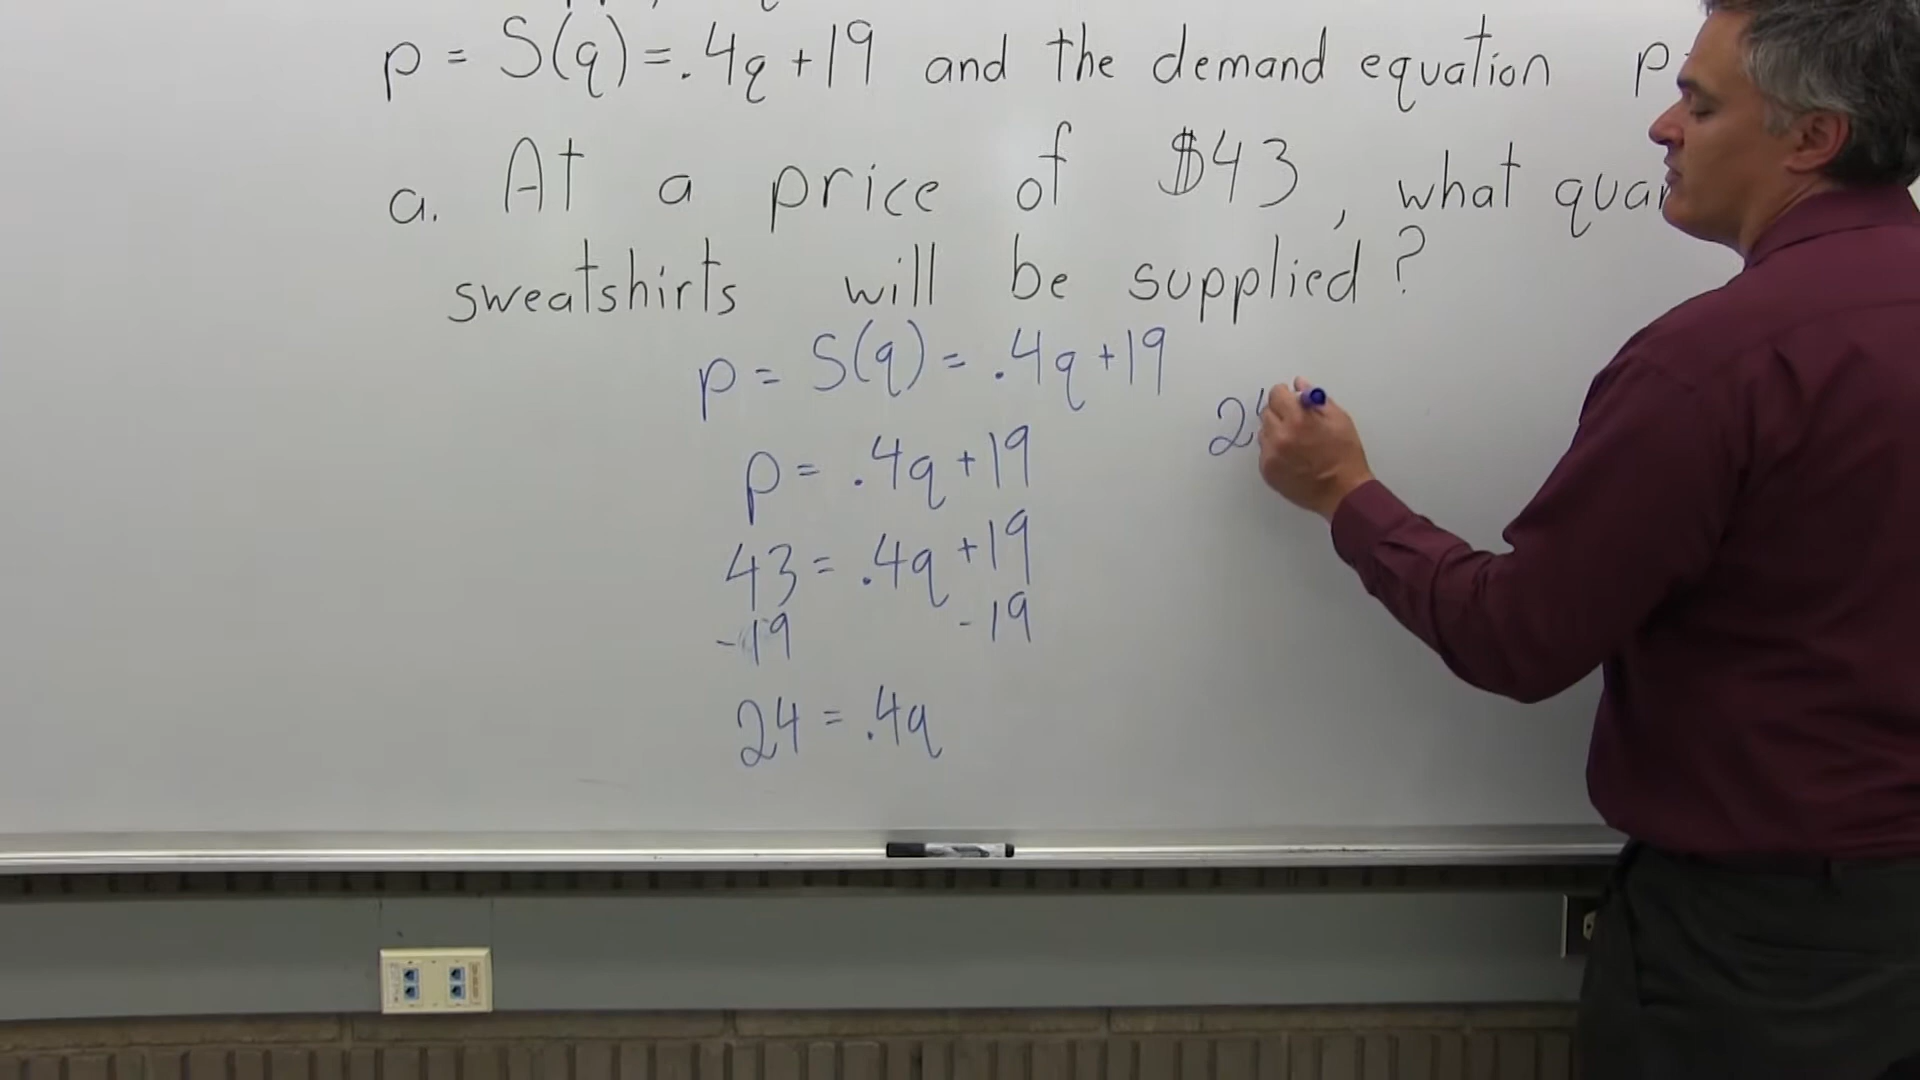 p = S(q) = .4q + 19 and the demand equation p
a. At a price of $43, what
sweatshirts will be supplied?
p = S(q) = .4q + 19
p = .4q + 19
43 = .4q + 19
-19 -19
24 = .4q
2